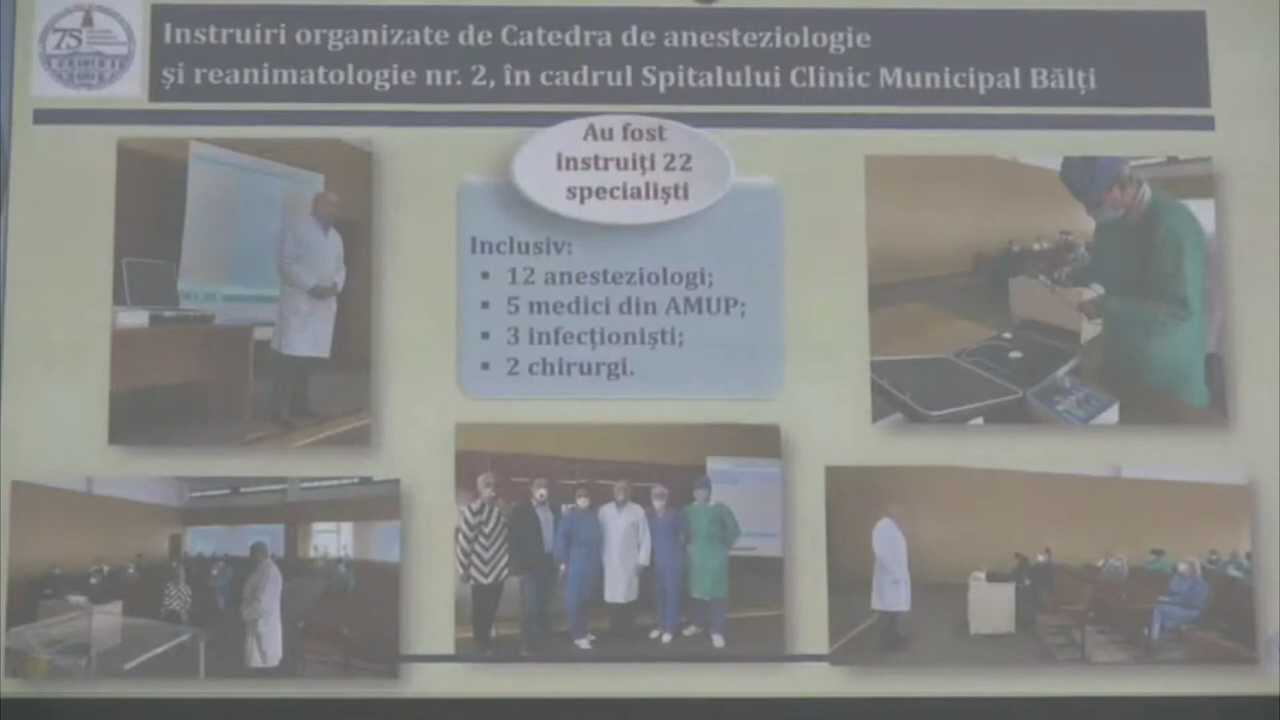 75
Instruiri organizate de Catedra de anesteziologie
și reanimatologie nr. 2, în cadrul Spitalului Clinic Municipal Bălți
Au fost
instruiți 22
specialiști
Inclusiv:
▪ 12 anesteziologi;
▪ 5 medici din AMUP;
▪ 3 infecționiști;
▪ 2 chirurgi.